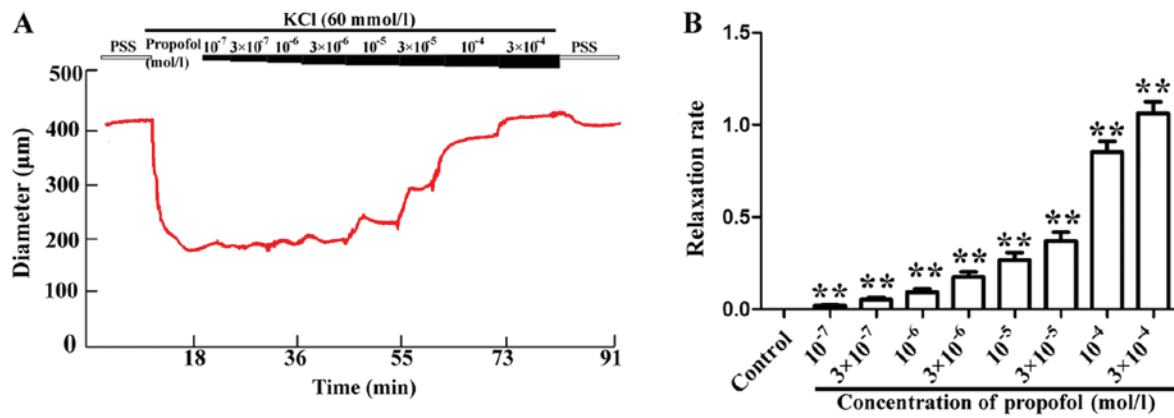 A
KCl (60 mmol/l)
PSS Propofol 10⁻⁷ 3×10⁻⁷ 10⁻⁶ 3×10⁻⁶ 10⁻⁵ 3×10⁻⁵ 10⁻⁴ 3×10⁻⁴ PSS
(mol/l)
500
400
300
200
100
0
Diameter (μm)
18 36 55 73 91
Time (min)
B
**
**
**
**
**
**
**
**
1.0
0.5
0.0
Relaxation rate
Control 10⁻⁷ 3×10⁻⁷ 10⁻⁶ 3×10⁻⁶ 10⁻⁵ 3×10⁻⁵ 10⁻⁴ 3×10⁻⁴
Concentration of propofol (mol/l)